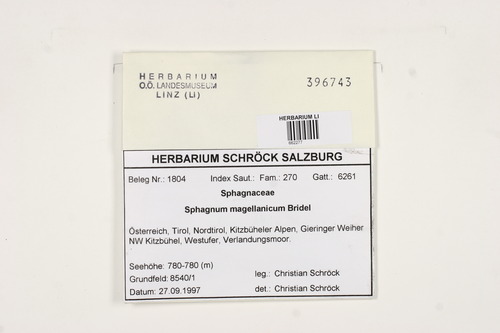 HERBARIUM
O.Ö. LANDESMUSEUM
LINZ (LI)
396743
HERBARIUM LI
662277
HERBARIUM SCHRÖCK SALZBURG
Beleg Nr.: 1804 Index Saut.: Fam.: 270 Gatt.: 6261
Sphagnaceae
Sphagnum magellanicum Bridel
Österreich, Tirol, Nordtirol, Kitzbüheler Alpen, Gieringer Weiher
NW Kitzbühel, Westufer, Verlandungsmoor.
Seehöhe: 780-780 (m)
Grundfeld: 8540/1 leg.: Christian Schröck
Datum: 27.09.1997 det.: Christian Schröck